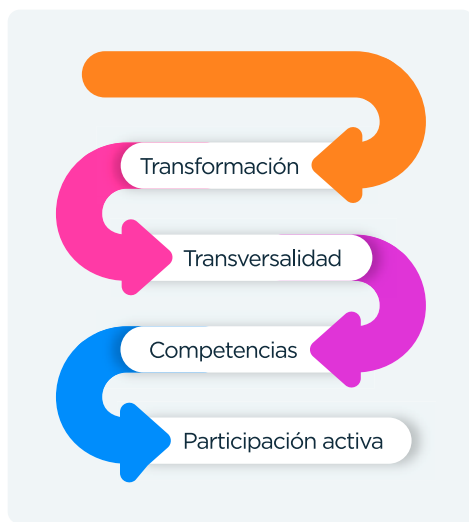 Transformación
Transversalidad
Competencias
Participación activa